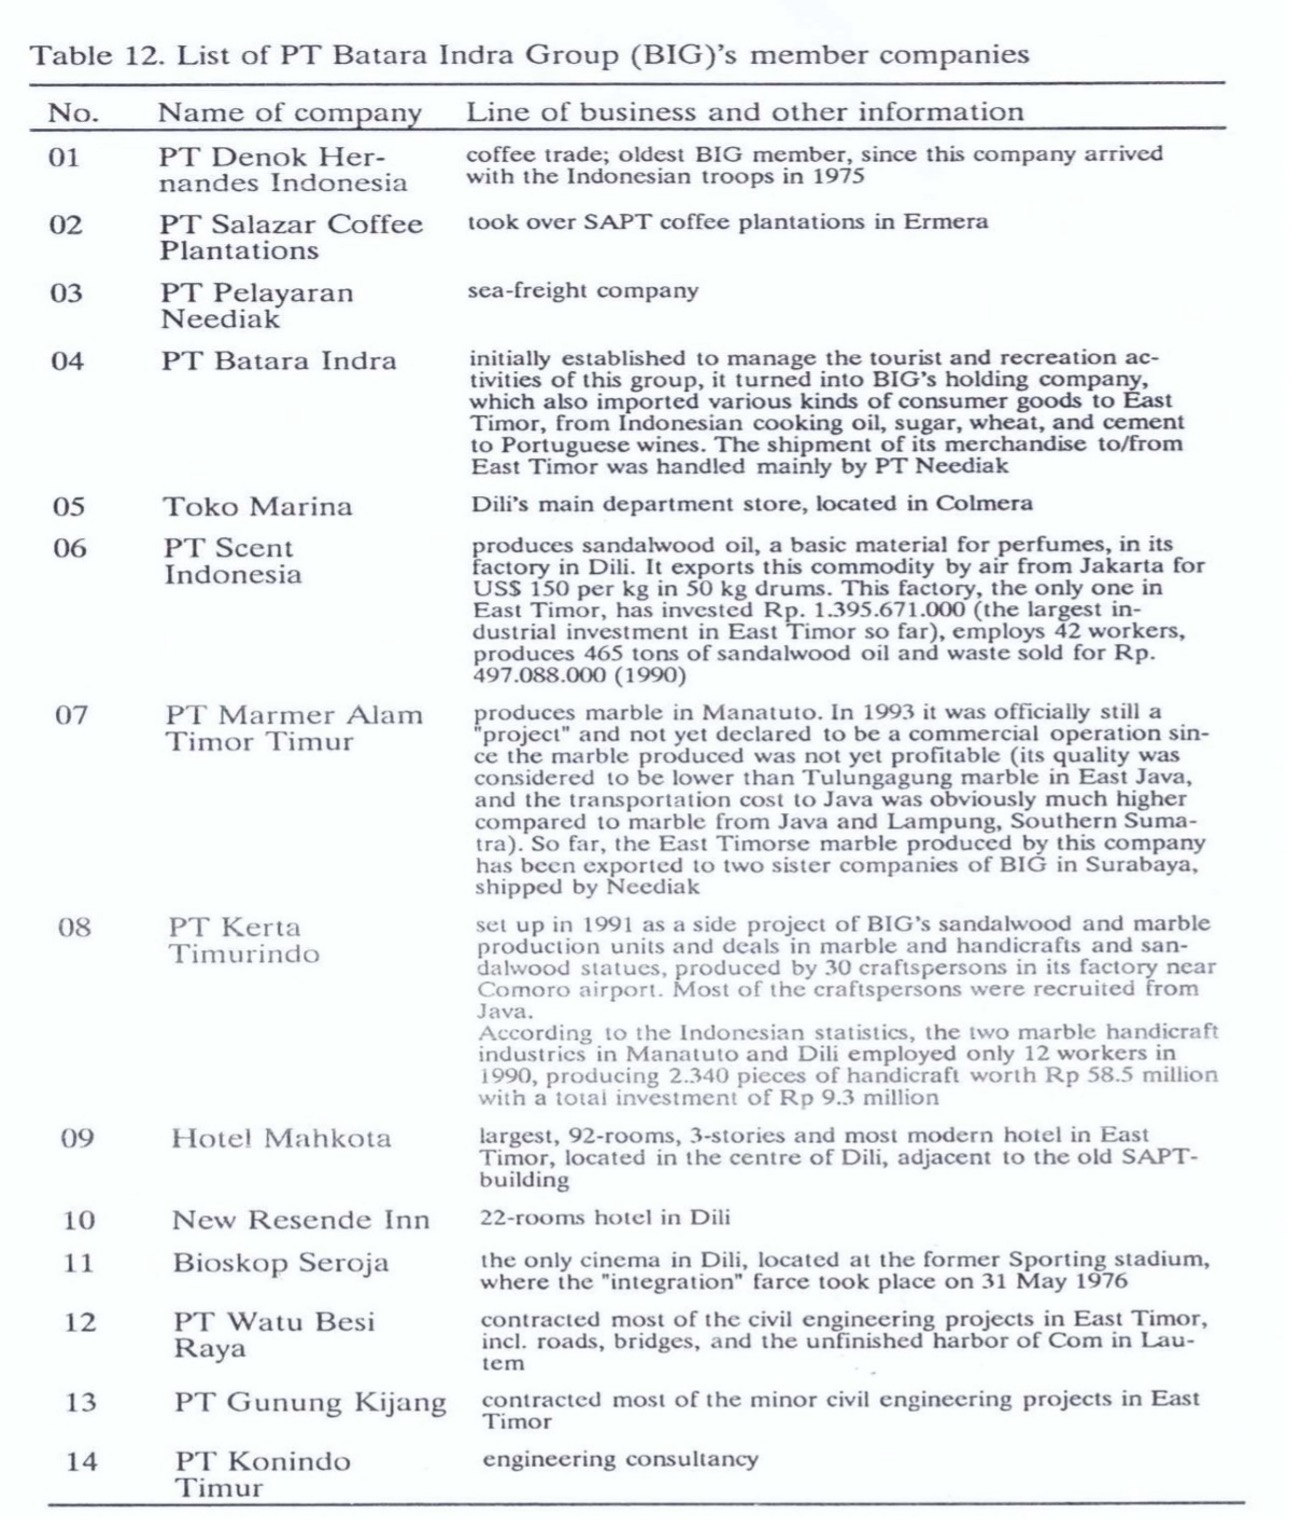 Table 12. List of PT Batara Indra Group (BIG)'s member companies
No. Name of company Line of business and other information
01 PT Denok Her- coffee trade; oldest BIG member, since this company arrived
nandes Indonesia with the Indonesian troops in 1975
02 PT Salazar Coffee took over SAPT coffee plantations in Ermera
Plantations
03 PT Pelayaran sea-freight company
Neediak
04 PT Batara Indra initially established to manage the tourist and recreation ac-
tivities of this group, it turned into BIG's holding company,
which also imported various kinds of consumer goods to East
Timor, from Indonesian cooking oil, sugar, wheat, and cement
to Portuguese wines. The shipment of its merchandise to/from
East Timor was handled mainly by PT Neediak
05 Toko Marina Dili's main department store, located in Colmera
06 PT Scent produces sandalwood oil, a basic material for perfumes, in its
Indonesia factory in Dili. It exports this commodity by air from Jakarta for
US$ 150 per kg in 50 kg drums. This factory, the only one in
East Timor, has invested Rp. 1.395.671.000 (the largest in-
dustrial investment in East Timor so far), employs 42 workers,
produces 465 tons of sandalwood oil and waste sold for Rp.
497.088.000 (1990)
07 PT Marmer Alam produces marble in Manatuto. In 1993 it was officially still a
Timor Timur "project" and not yet declared to be a commercial operation sin-
ce the marble produced was not yet profitable (its quality was
considered to be lower than Tulungagung marble in East Java,
and the transportation cost to Java was obviously much higher
compared to marble from Java and Lampung, Southern Suma-
tra). So far, the East Timorse marble produced by this company
has been exported to two sister companies of BIG in Surabaya,
shipped by Neediak
08 PT Kerta set up in 1991 as a side project of BIG's sandalwood and marble
Timurindo production units and deals in marble and handicrafts and san-
dalwood statues, produced by 30 craftspersons in its factory near
Comoro airport. Most of the craftspersons were recruited from
Java.
According to the Indonesian statistics, the two marble handicraft
industries in Manatuto and Dili employed only 12 workers in
1990, producing 2.340 pieces of handicraft worth Rp 58.5 million
with a total investment of Rp 9.3 million
09 Hotel Mahkota largest, 92-rooms, 3-stories and most modern hotel in East
Timor, located in the centre of Dili, adjacent to the old SAPT-
building
10 New Resende Inn 22-rooms hotel in Dili
11 Bioskop Seroja the only cinema in Dili, located at the former Sporting stadium,
where the "integration" farce took place on 31 May 1976
12 PT Watu Besi contracted most of the civil engineering projects in East Timor,
Raya incl. roads, bridges, and the unfinished harbor of Com in Lau-
tem
13 PT Gunung Kijang contracted most of the minor civil engineering projects in East
Timor
14 PT Konindo engineering consultancy
Timur